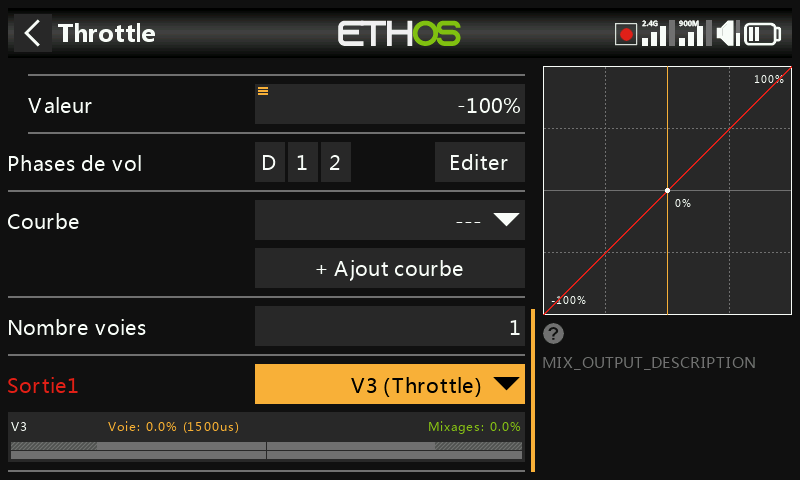 Throttle
ETHOS
2.4G 900M
Valeur -100%
Phases de vol D 1 2 Editer
Courbe ---
+ Ajout courbe
Nombre voies 1
Sortie1 V3 (Throttle)
V3 Voie: 0.0% (1500us) Mixages: 0.0%
100%
0%
-100%
?
MIX_OUTPUT_DESCRIPTION